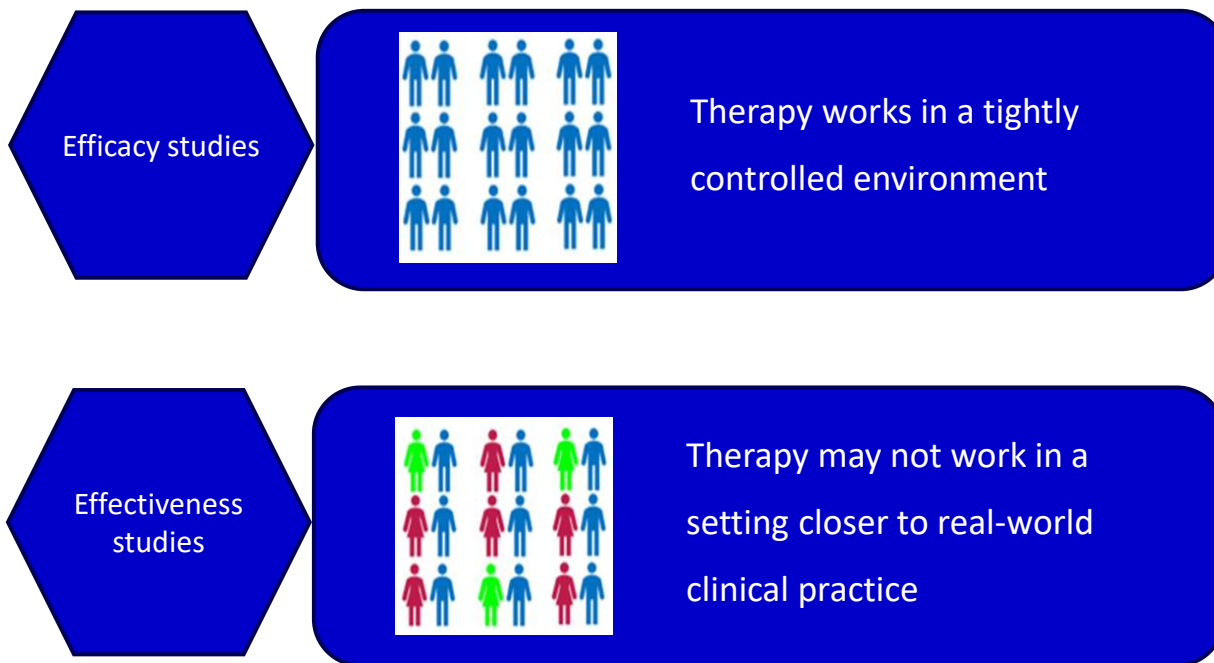 Efficacy studies
Therapy works in a tightly
controlled environment
Effectiveness
studies
Therapy may not work in a
setting closer to real-world
clinical practice